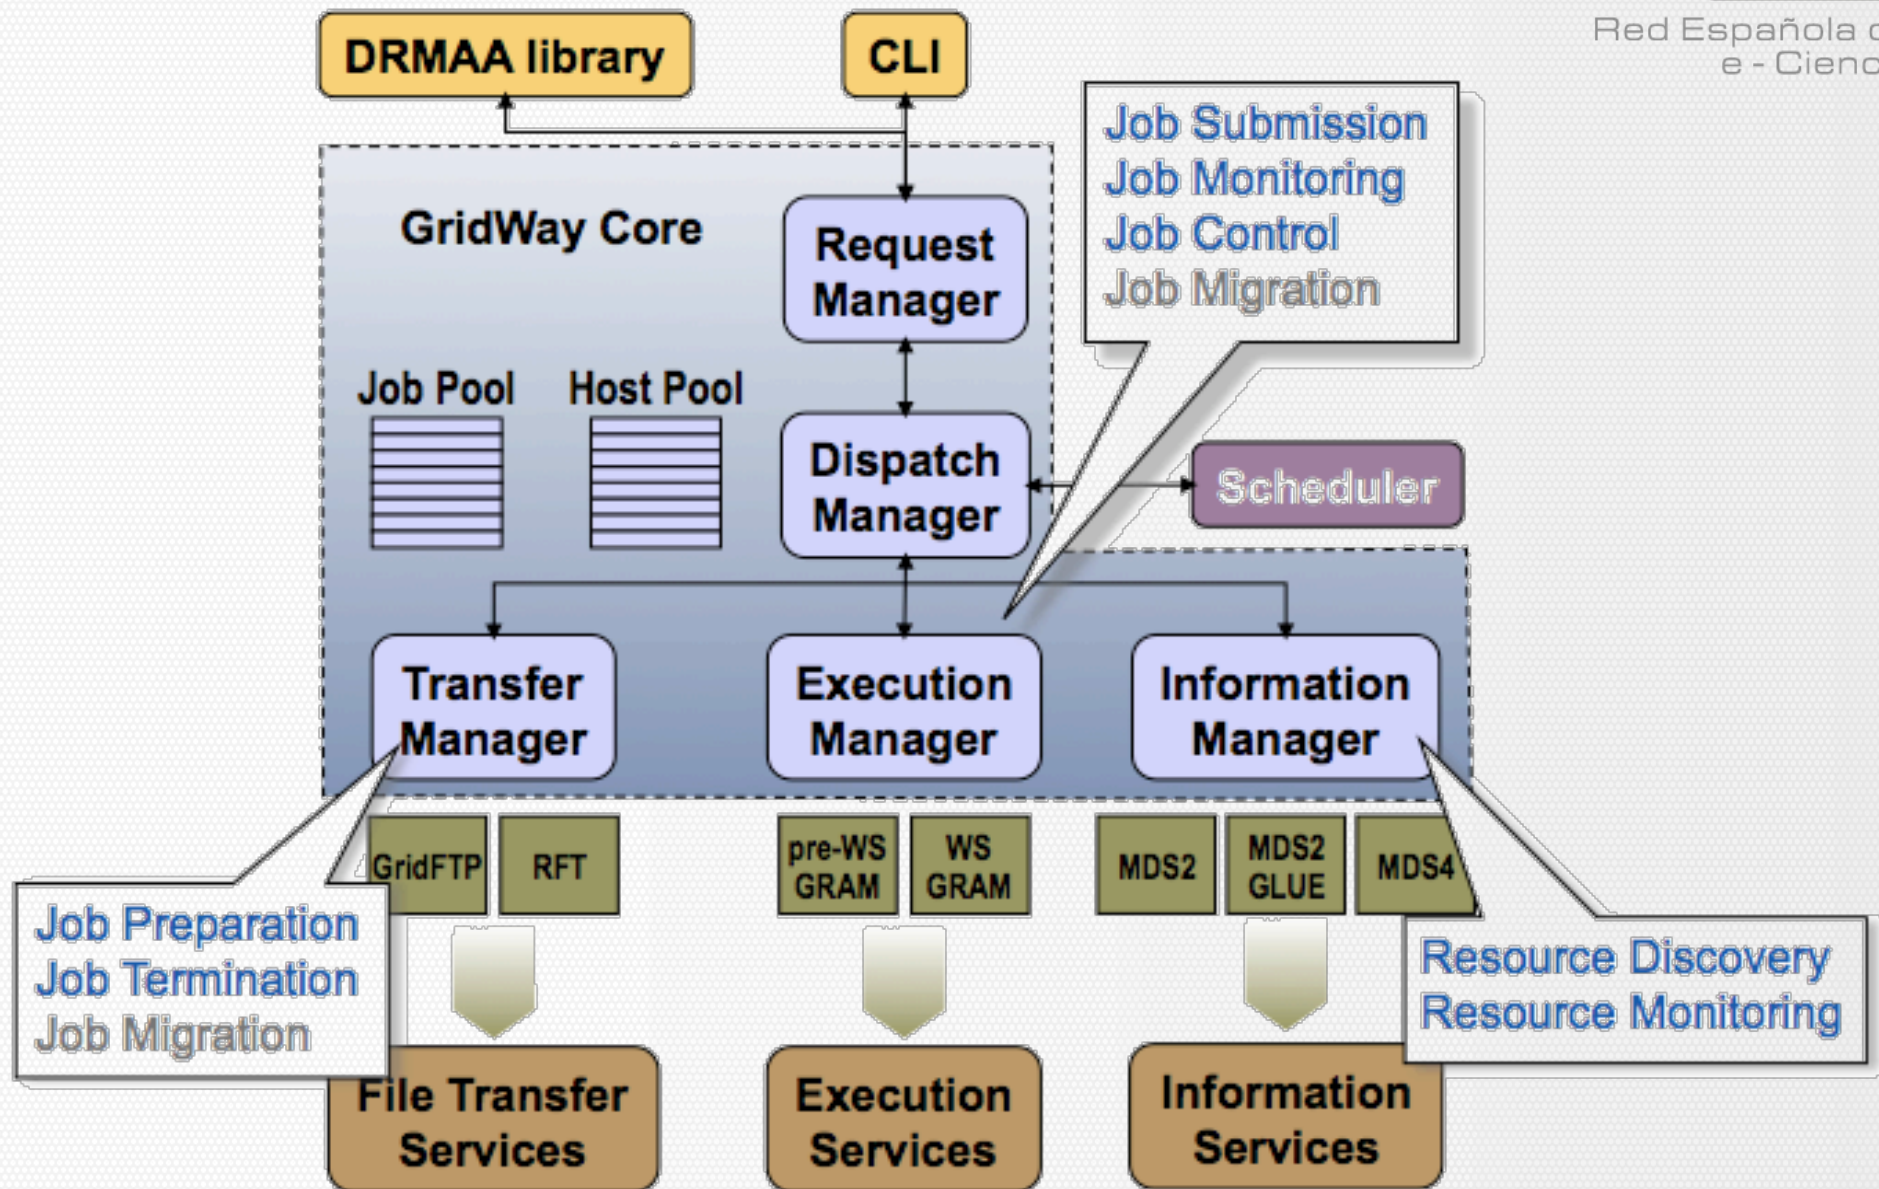 Red Española
e - Cienc
DRMAA library
CLI
Job Submission
Job Monitoring
Job Control
Job Migration
GridWay Core
Request
Manager
Job Pool
Host Pool
Dispatch
Manager
Scheduler
Transfer
Manager
Execution
Manager
Information
Manager
GridFTP
RFT
pre-WS
GRAM
WS
GRAM
MDS2
MDS2
GLUE
MDS4
Job Preparation
Job Termination
Job Migration
Resource Discovery
Resource Monitoring
File Transfer
Services
Execution
Services
Information
Services